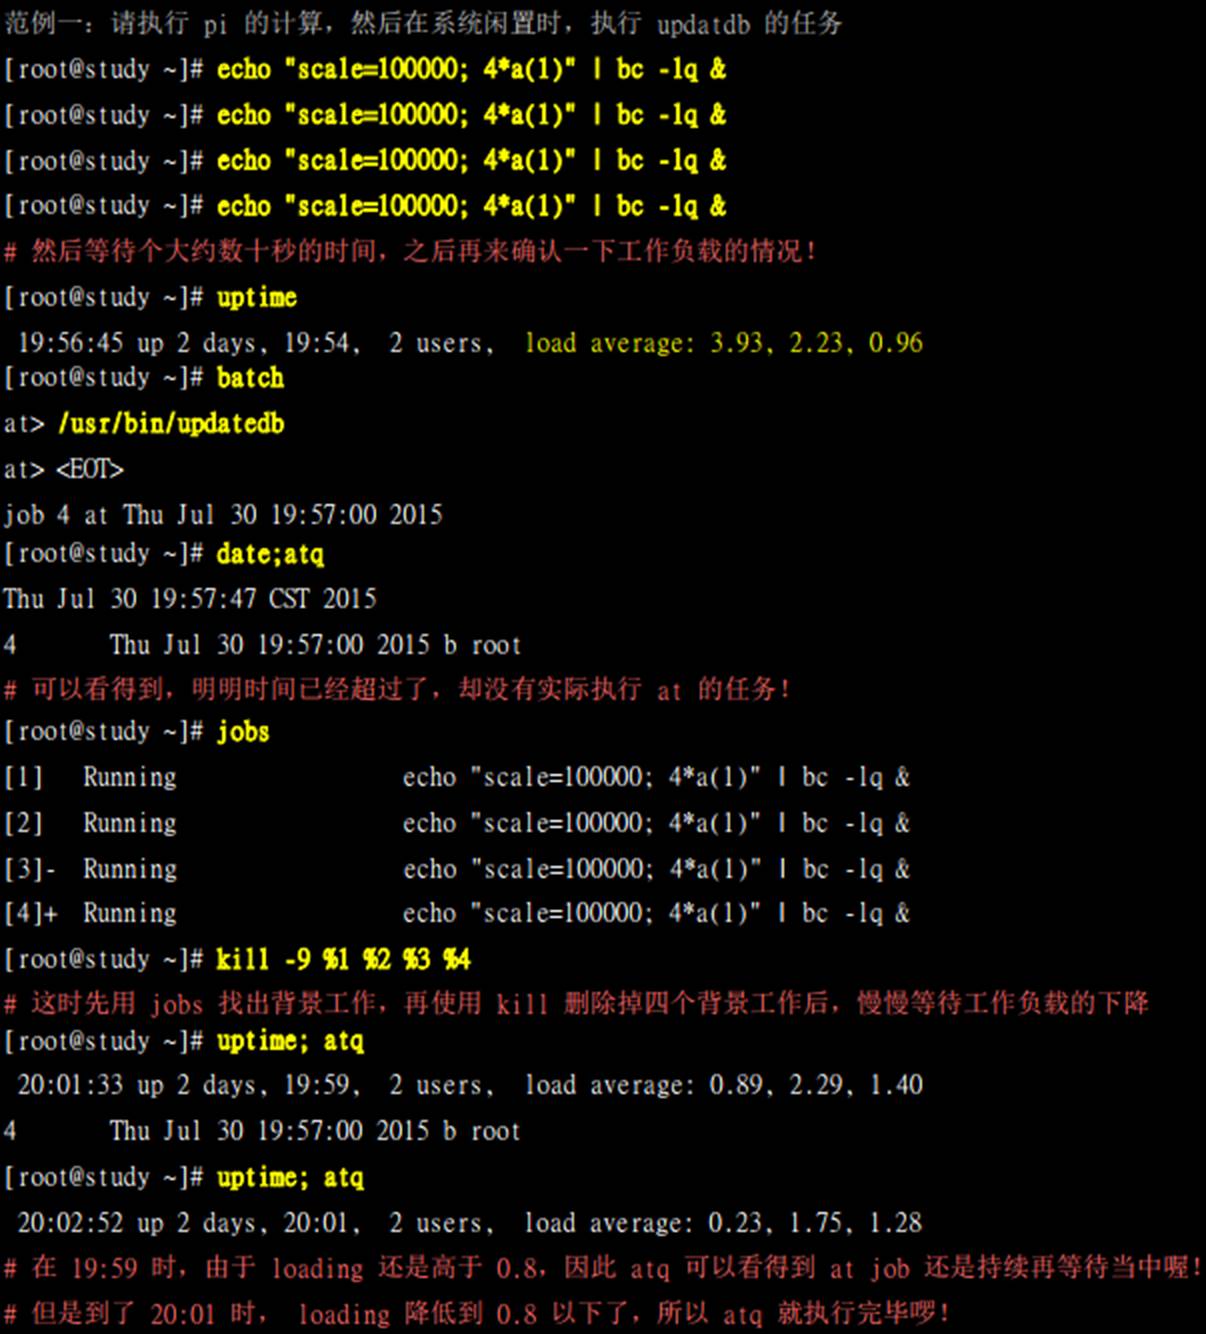 范例一：请执行 pi 的计算，然后在系统闲置时，执行 updatdb 的任务
[root@study ~]# echo "scale=100000; 4*a(1)" | bc -lq &
[root@study ~]# echo "scale=100000; 4*a(1)" | bc -lq &
[root@study ~]# echo "scale=100000; 4*a(1)" | bc -lq &
[root@study ~]# echo "scale=100000; 4*a(1)" | bc -lq &
# 然后等待个大约数十秒的时间，之后再来确认一下工作负载的情况！
[root@study ~]# uptime
19:56:45 up 2 days, 19:54, 2 users, load average: 3.93, 2.23, 0.96
[root@study ~]# batch
at> /usr/bin/updatedb
at> <EOT>
job 4 at Thu Jul 30 19:57:00 2015
[root@study ~]# date;atq
Thu Jul 30 19:57:47 CST 2015
4 Thu Jul 30 19:57:00 2015 b root
# 可以看得到，明明时间已经超过了，却没有实际执行 at 的任务！
[root@study ~]# jobs
[1] Running echo "scale=100000; 4*a(1)" | bc -lq &
[2] Running echo "scale=100000; 4*a(1)" | bc -lq &
[3]- Running echo "scale=100000; 4*a(1)" | bc -lq &
[4]+ Running echo "scale=100000; 4*a(1)" | bc -lq &
[root@study ~]# kill -9 %1 %2 %3 %4
# 这时先用 jobs 找出背景工作，再使用 kill 删除掉四个背景工作后，慢慢等待工作负载的下降
[root@study ~]# uptime; atq
20:01:33 up 2 days, 19:59, 2 users, load average: 0.89, 2.29, 1.40
4 Thu Jul 30 19:57:00 2015 b root
[root@study ~]# uptime; atq
20:02:52 up 2 days, 20:01, 2 users, load average: 0.23, 1.75, 1.28
# 在 19:59 时，由于 loading 还是高于 0.8，因此 atq 可以看得到 at job 还是持续再等待当中喔！
# 但是到了 20:01 时， loading 降低到 0.8 以下了，所以 atq 就执行完毕啰！